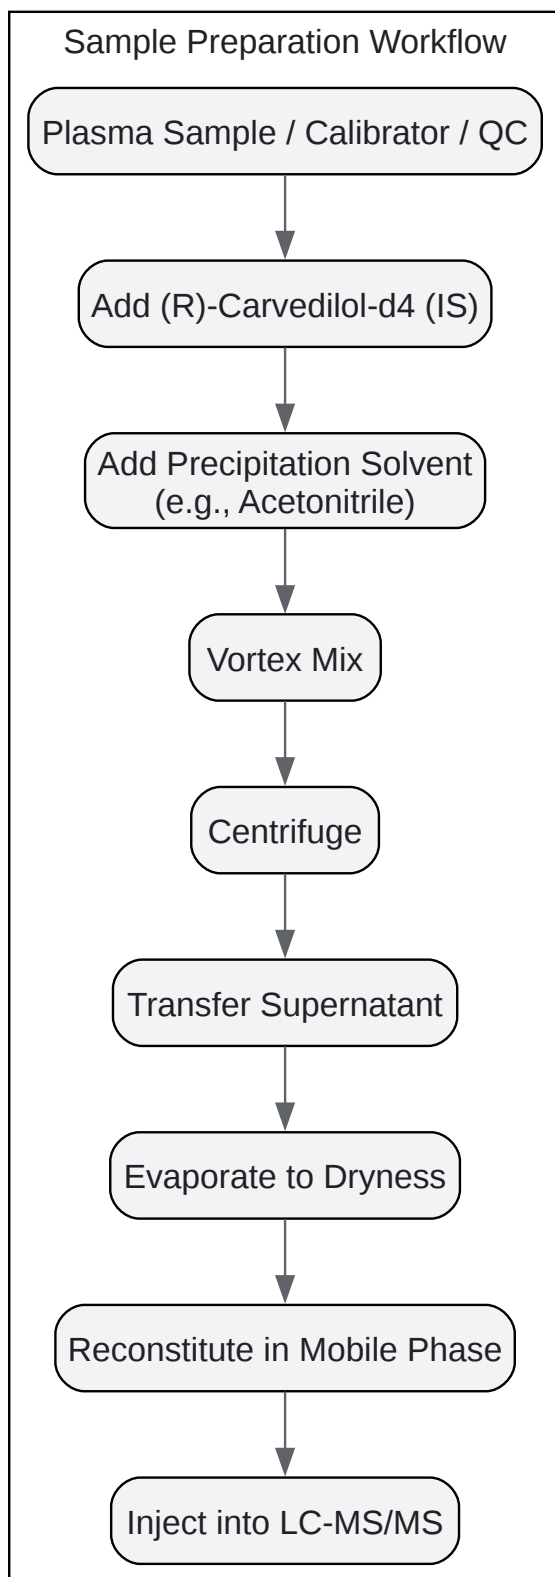 Sample Preparation Workflow
Plasma Sample / Calibrator / QC
Add (R)-Carvedilol-d4 (IS)
Add Precipitation Solvent
(e.g., Acetonitrile)
Vortex Mix
Centrifuge
Transfer Supernatant
Evaporate to Dryness
Reconstitute in Mobile Phase
Inject into LC-MS/MS